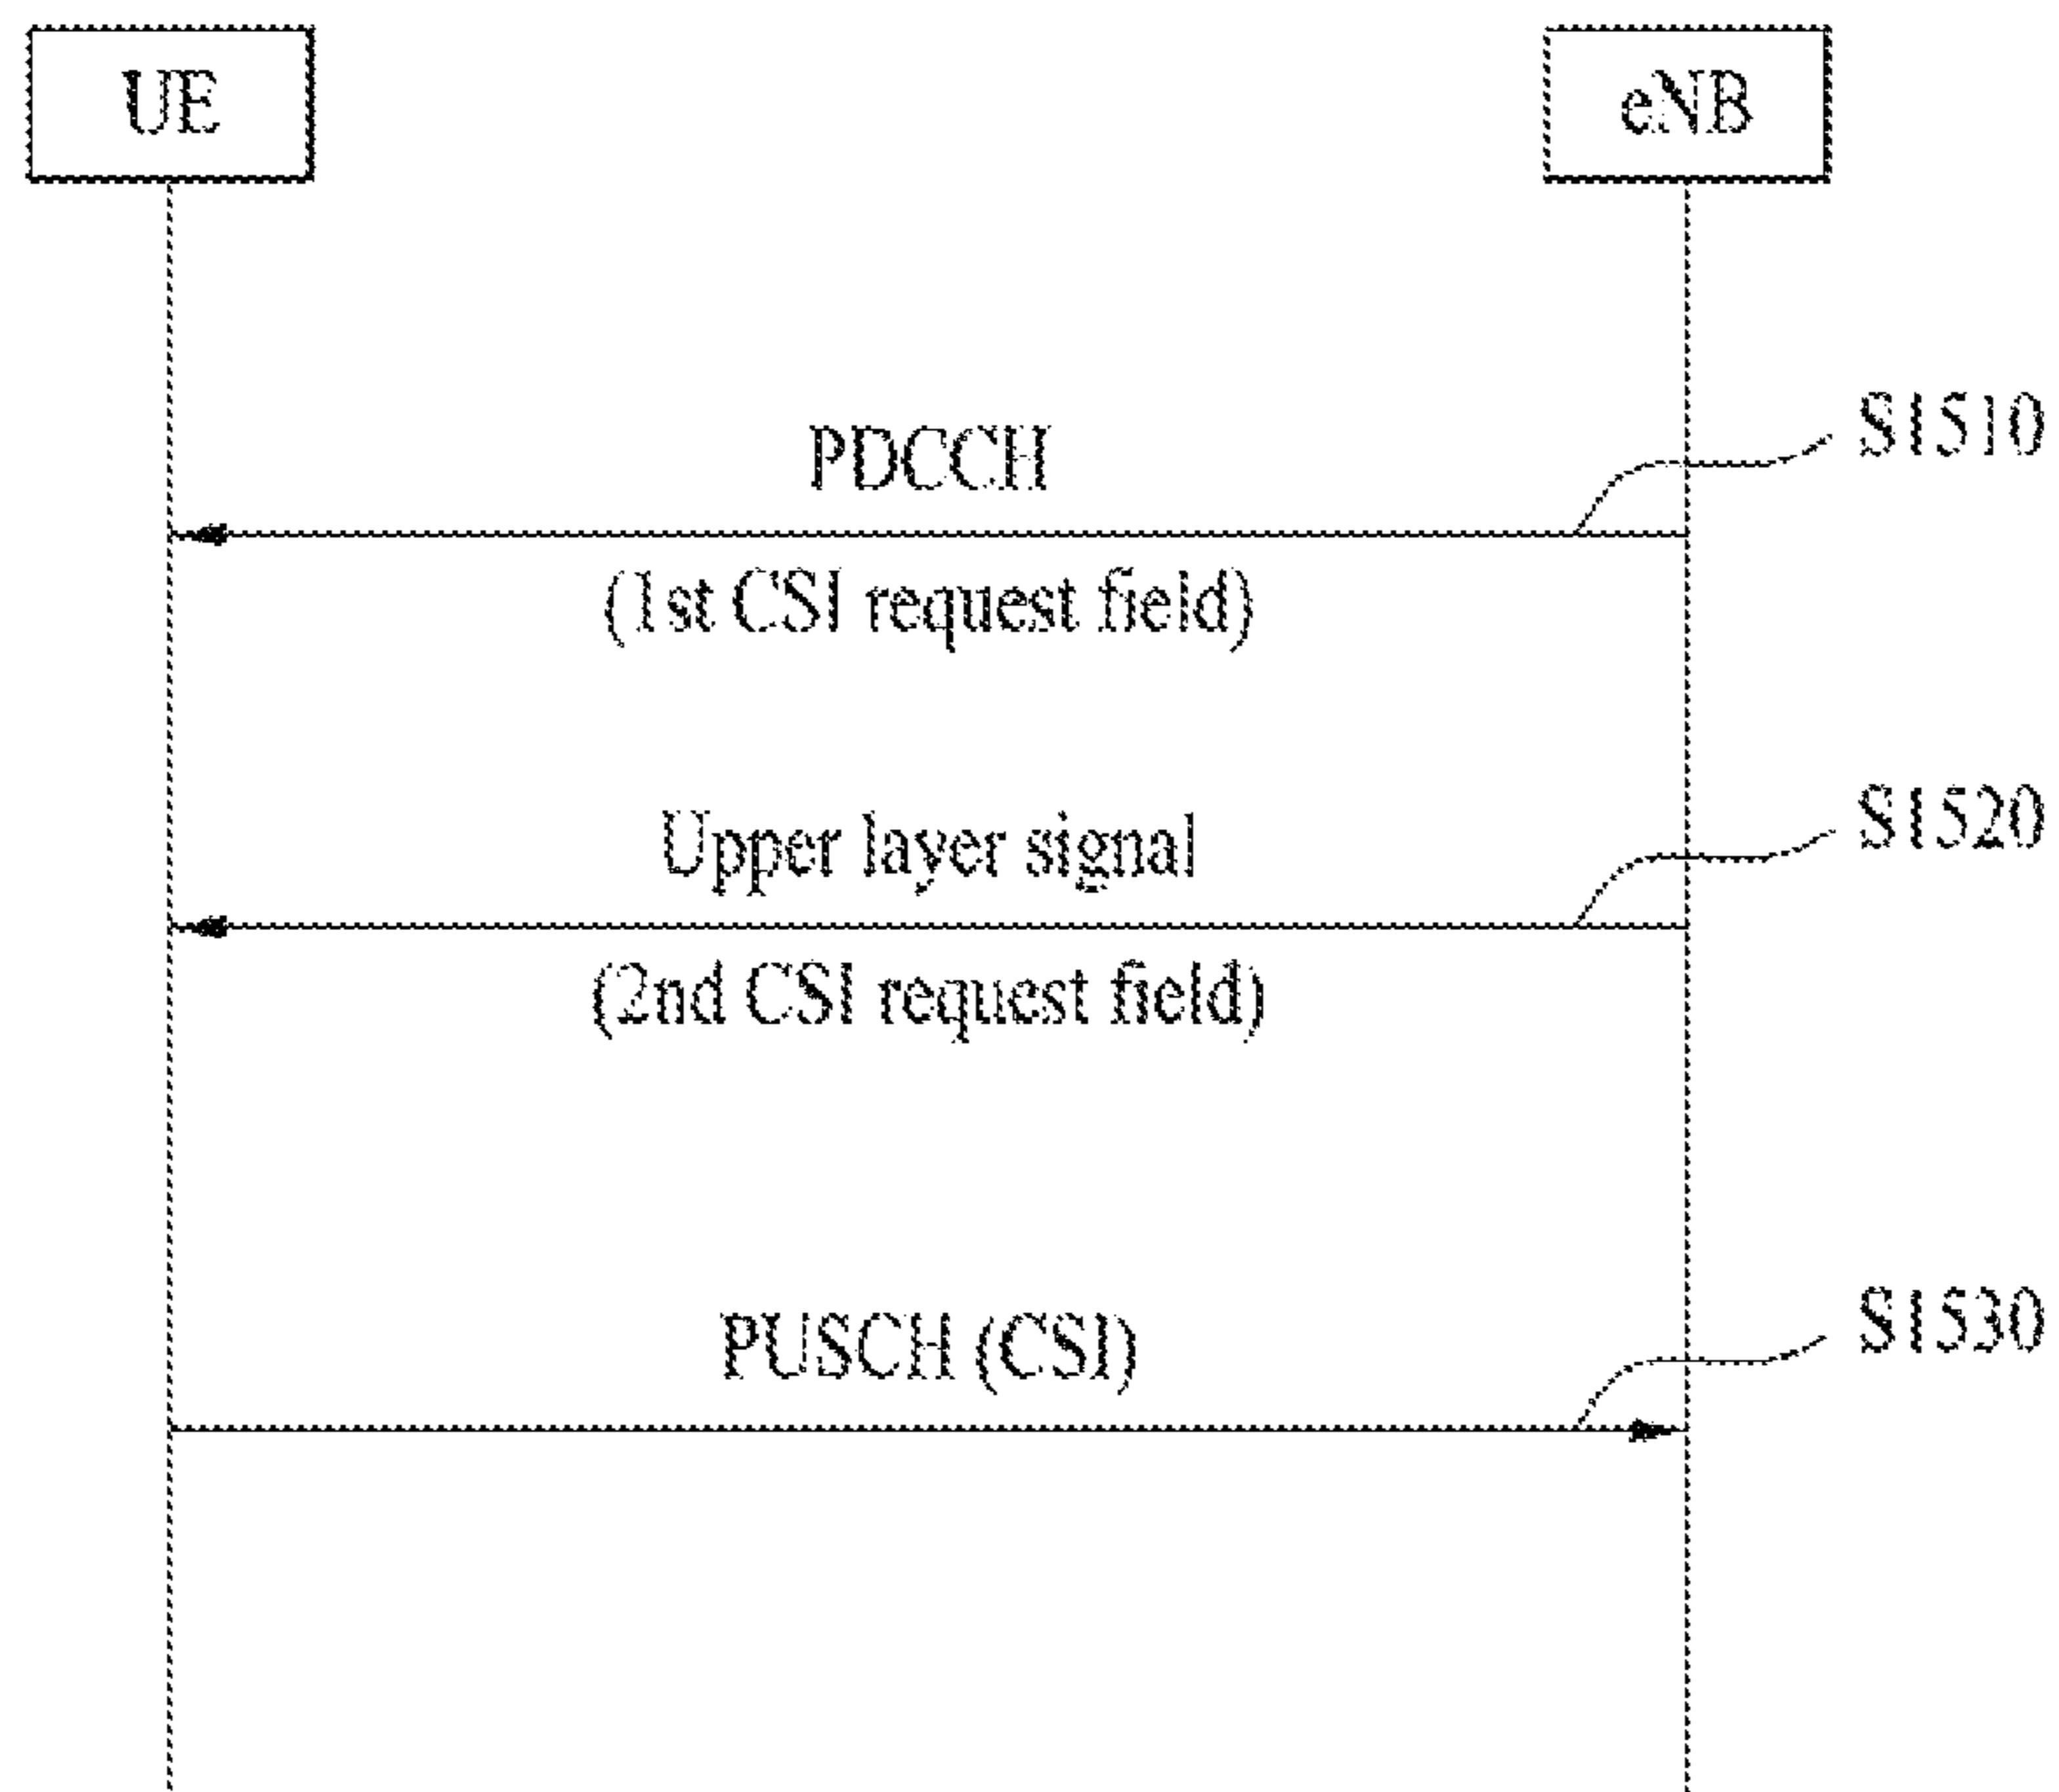 UE
eNB
S1510
PDCCH
(1st CSI request field)
S1520
Upper layer signal
(2nd CSI request field)
S1530
PUSCH (CSI)